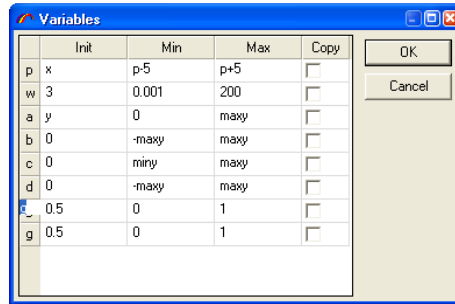 Variables
Init Min Max Copy
p x p-5 p+5
w 3 0.001 200
a y 0 maxy
b 0 -maxy maxy
c 0 miny maxy
d 0 -maxy maxy
0.5 0 1
g 0.5 0 1
OK
Cancel